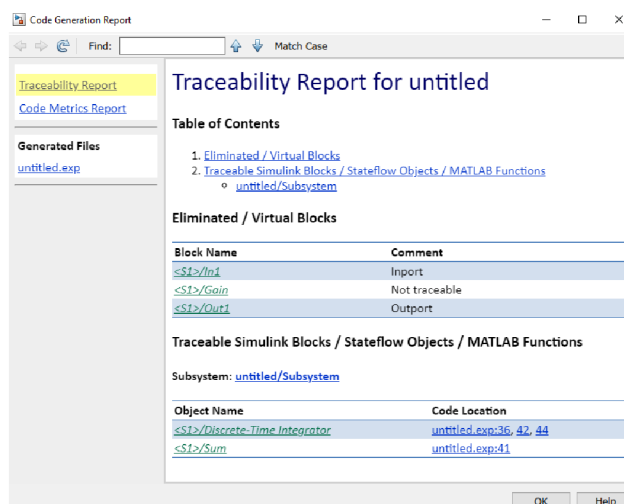 Code Generation Report
Find: Match Case
Traceability Report
Code Metrics Report
Generated Files
untitled.exp
Traceability Report for untitled
Table of Contents
1. Eliminated / Virtual Blocks
2. Traceable Simulink Blocks / Stateflow Objects / MATLAB Functions
untitled/Subsystem
Eliminated / Virtual Blocks
Block Name Comment
<S1>/In1 Inport
<S1>/Gain Not traceable
<S1>/Out1 Outport
Traceable Simulink Blocks / Stateflow Objects / MATLAB Functions
Subsystem: untitled/Subsystem
Object Name Code Location
<S1>/Discrete-Time Integrator untitled.exp:36, 42, 44
<S1>/Sum untitled.exp:41
OK Help